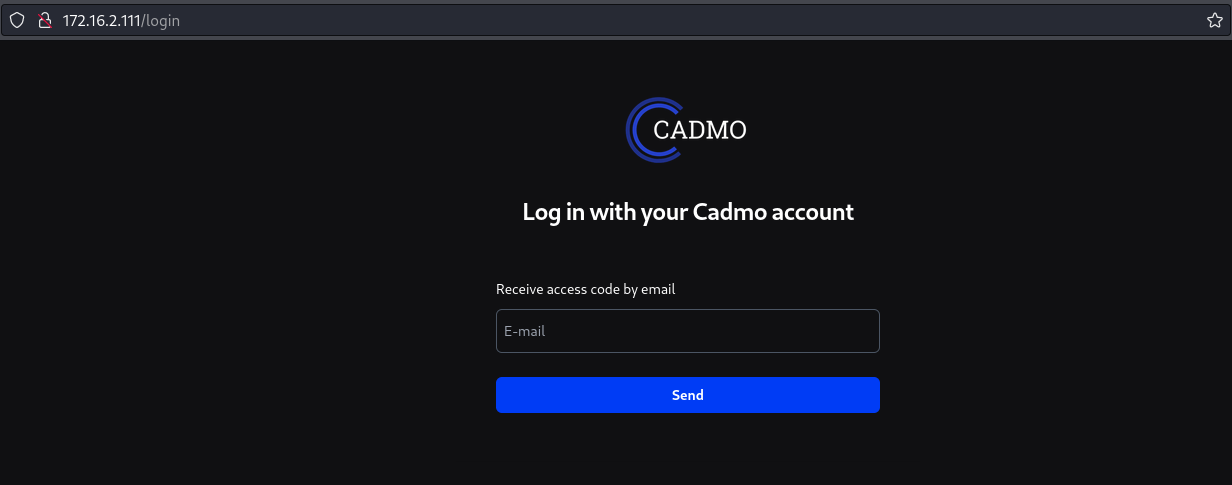 172.16.2.111/login
CADMO
Log in with your Cadmo account
Receive access code by email
E-mail
Send